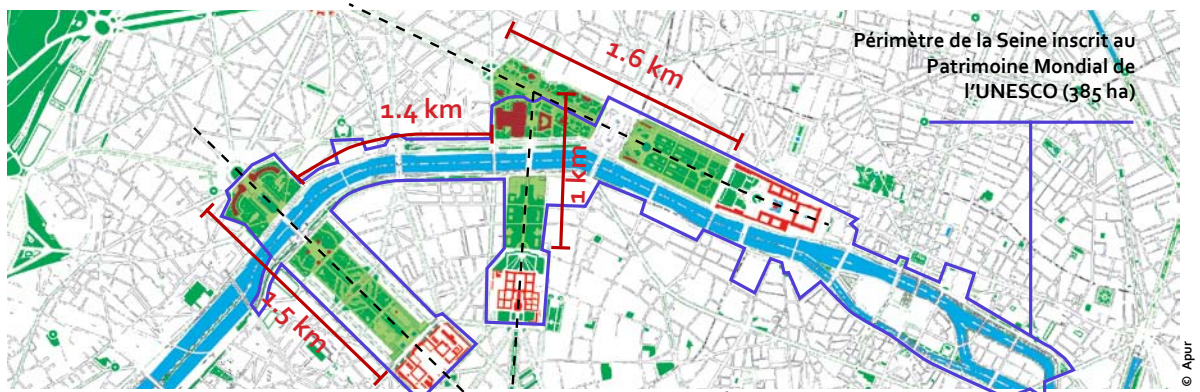 1.6 km
Périmètre de la Seine inscrit au
Patrimoine Mondial de
l'UNESCO (385 ha)
1.4 km
1 km
1.5 km
© Apur